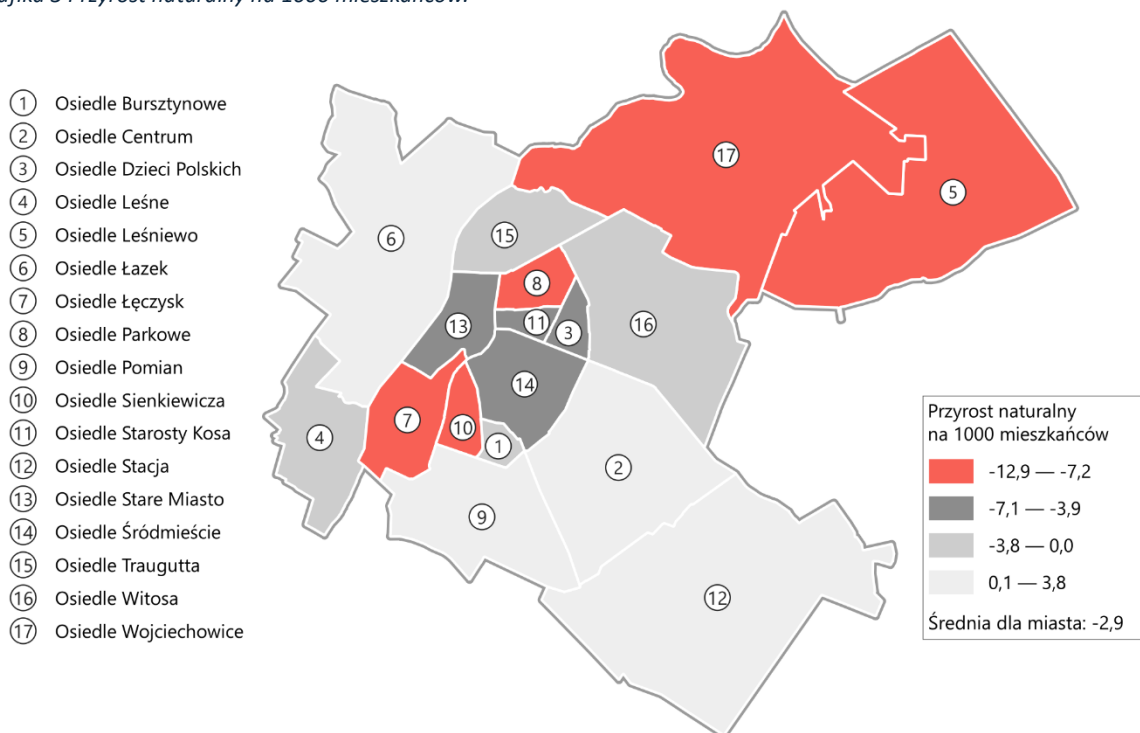 Przyrost naturalny na 1000 mieszkańców.
1 Osiedle Bursztynowe
2 Osiedle Centrum
3 Osiedle Dzieci Polskich
4 Osiedle Leśne
5 Osiedle Leśniewo
6 Osiedle Łazek
7 Osiedle Łęczysk
8 Osiedle Parkowe
9 Osiedle Pomian
10 Osiedle Sienkiewicza
11 Osiedle Starosty Kosa
12 Osiedle Stacja
13 Osiedle Stare Miasto
14 Osiedle Śródmieście
15 Osiedle Traugutta
16 Osiedle Witosa
17 Osiedle Wojciechowice
17
5
6
15
8
11
3
13
16
14
7
10
4
1
2
9
12
Przyrost naturalny
na 1000 mieszkańców
-12,9 — -7,2
-7,1 — -3,9
-3,8 — 0,0
0,1 — 3,8
Średnia dla miasta: -2,9